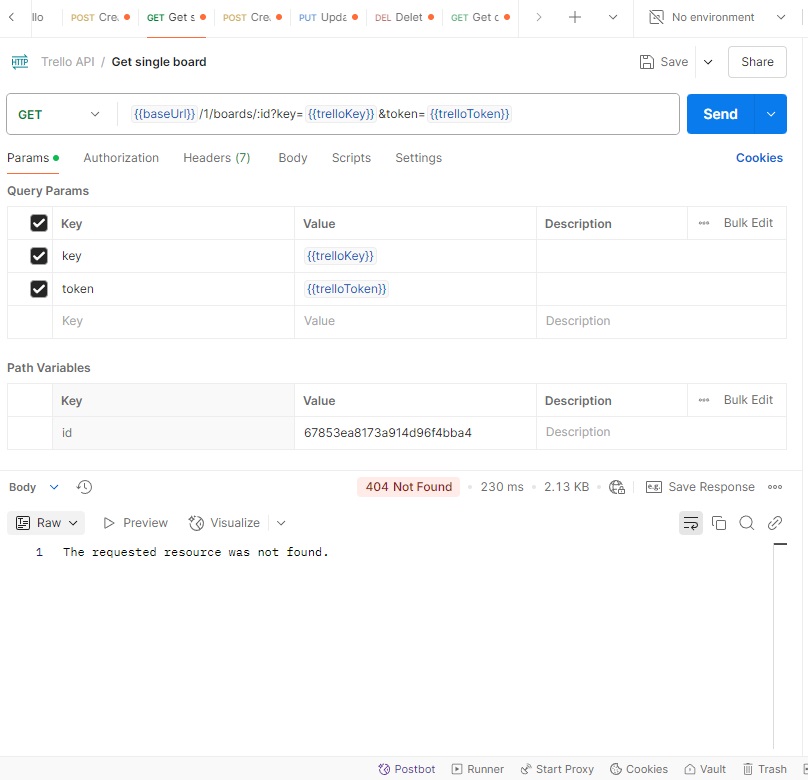 llo POST Cre. GET Get s POST Cre. PUT Upda DEL Delet GET Get c No environment
HTTP Trello API / Get single board Save Share
GET {{baseUrl}} /1/boards/:id?key= {{trelloKey}} &token= {{trelloToken}} Send
Params Authorization Headers (7) Body Scripts Settings Cookies
Query Params
Key Value Description Bulk Edit
key {{trelloKey}}
token {{trelloToken}}
Key Value Description
Path Variables
Key Value Description Bulk Edit
id 67853ea8173a914d96f4bba4 Description
Body 404 Not Found 230 ms 2.13 KB e.g. Save Response
Raw Preview Visualize
1 The requested resource was not found.
Postbot Runner Start Proxy Cookies Vault Trash